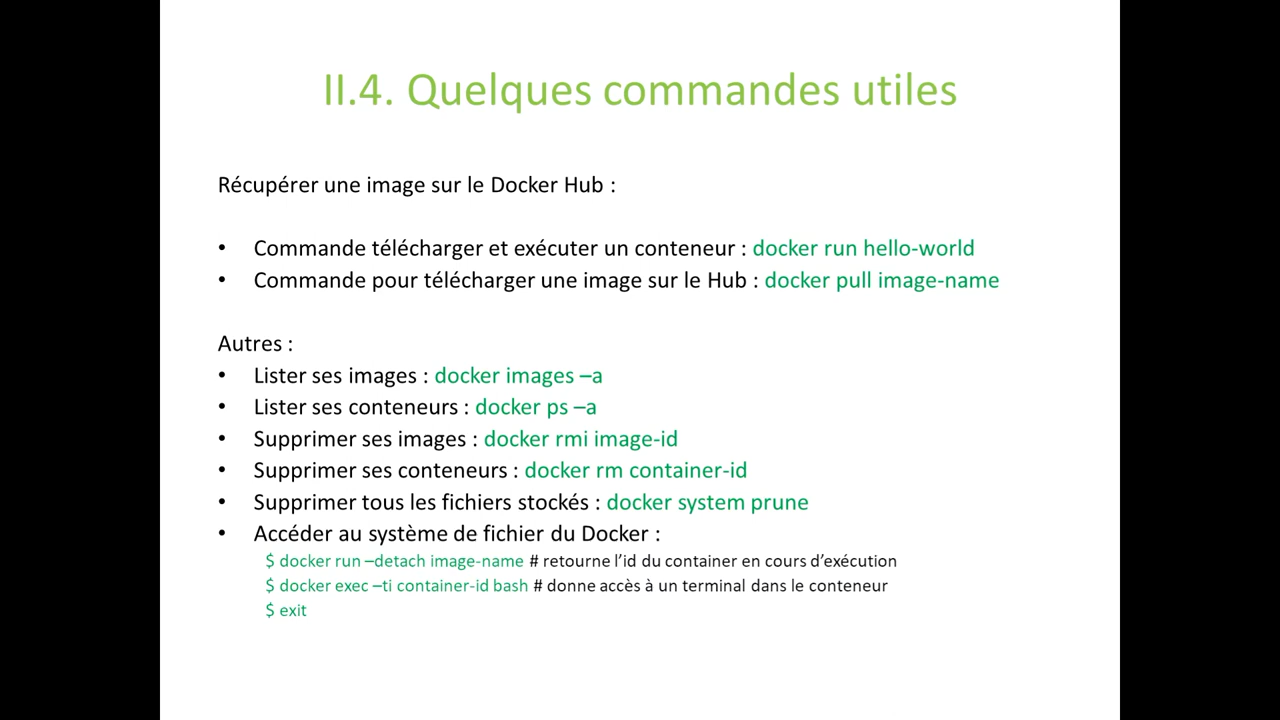 II.4. Quelques commandes utiles
Récupérer une image sur le Docker Hub :
• Commande télécharger et exécuter un conteneur : docker run hello-world
• Commande pour télécharger une image sur le Hub : docker pull image-name
Autres :
• Lister ses images : docker images –a
• Lister ses conteneurs : docker ps –a
• Supprimer ses images : docker rmi image-id
• Supprimer ses conteneurs : docker rm container-id
• Supprimer tous les fichiers stockés : docker system prune
• Accéder au système de fichier du Docker :
$ docker run –detach image-name # retourne l’id du container en cours d’exécution
$ docker exec –ti container-id bash # donne accès à un terminal dans le conteneur
$ exit